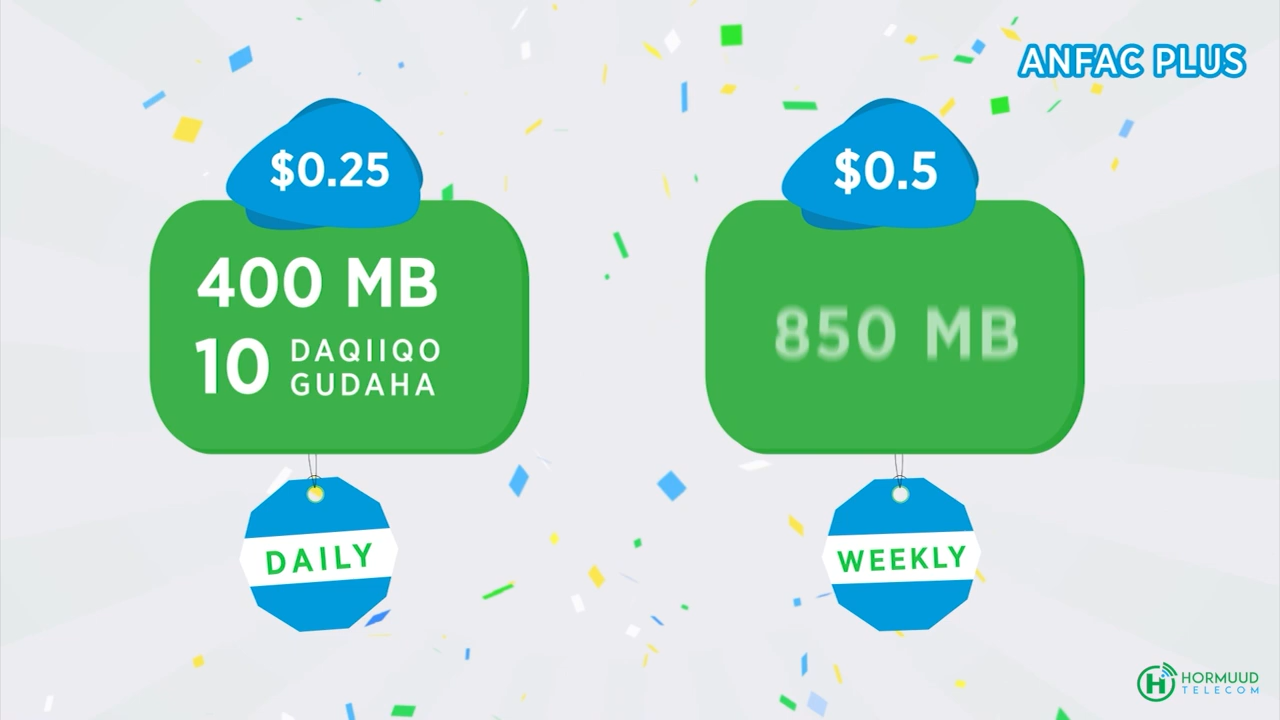 ANFAC PLUS
$0.25
400 MB
10 DAQIIQO
GUDAHA
DAILY
$0.5
850 MB
WEEKLY
HORMUUD
TELECOM